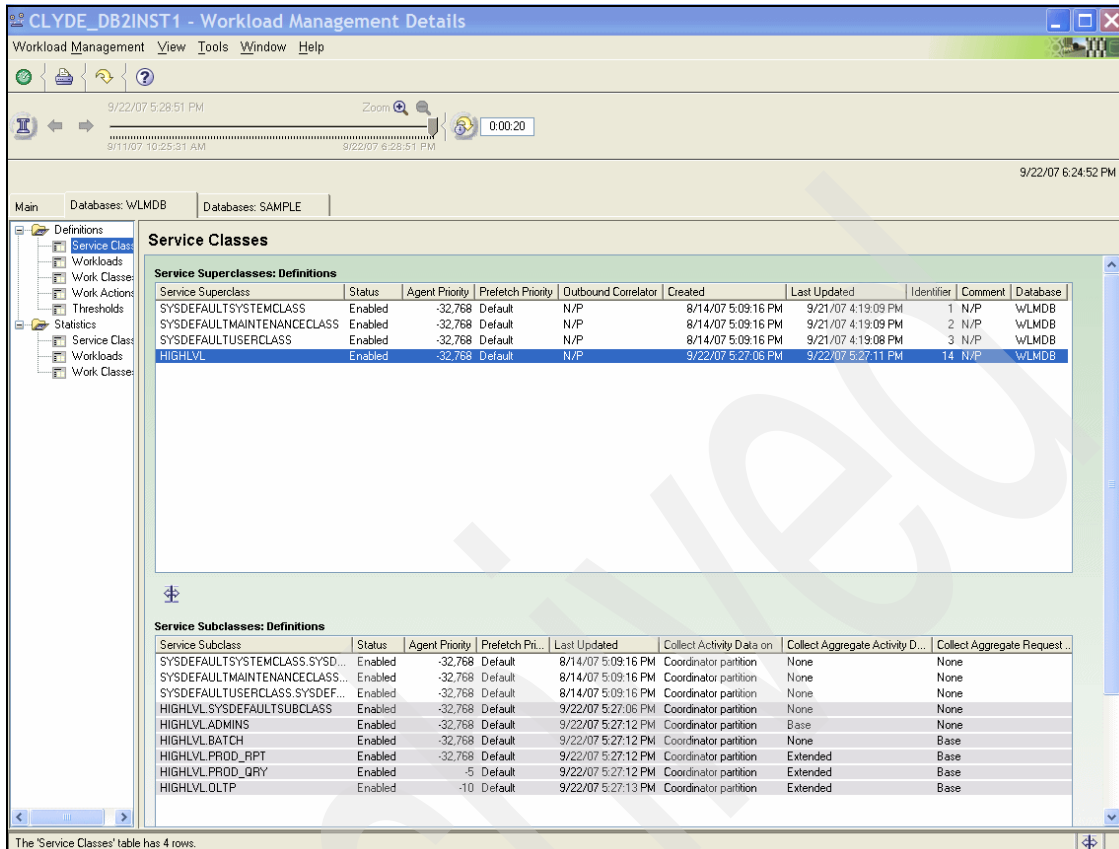 CLYDE_DB2INST1 - Workload Management Details
Workload Management View Tools Window Help
9/22/07 5:28:51 PM Zoom
0:00:20
9/11/07 10:25:31 AM 9/22/07 6:28:51 PM
9/22/07 6:24:52 PM
Main Databases: WLMDB Databases: SAMPLE
Definitions
Service Class
Workloads
Work Classe
Work Actions
Thresholds
Statistics
Service Class
Workloads
Work Classe
Service Classes
Service Superclasses: Definitions
Service Superclass Status Agent Priority Prefetch Priority Outbound Correlator Created Last Updated Identifier Comment Database
SYSDEFAULTSYSTEMCLASS Enabled -32,768 Default N/P 8/14/07 5:09:16 PM 9/21/07 4:19:09 PM 1 N/P WLMDB
SYSDEFAULTMAINTENANCECLASS Enabled -32,768 Default N/P 8/14/07 5:09:16 PM 9/21/07 4:19:09 PM 2 N/P WLMDB
SYSDEFAULTUSERCLASS Enabled -32,768 Default N/P 8/14/07 5:09:16 PM 9/21/07 4:19:08 PM 3 N/P WLMDB
HIGHLVL Enabled -32,768 Default N/P 9/22/07 5:27:06 PM 9/22/07 5:27:11 PM 14 N/P WLMDB
Service Subclasses: Definitions
Service Subclass Status Agent Priority Prefetch Pri... Last Updated Collect Activity Data on Collect Aggregate Activity D... Collect Aggregate Request ..
SYSDEFAULTSYSTEMCLASS.SYSD... Enabled -32,768 Default 8/14/07 5:09:16 PM Coordinator partition None None
SYSDEFAULTMAINTENANCECLASS... Enabled -32,768 Default 8/14/07 5:09:16 PM Coordinator partition None None
SYSDEFAULTUSERCLASS.SYSDEF... Enabled -32,768 Default 8/14/07 5:09:16 PM Coordinator partition None None
HIGHLVL.SYSDEFAULTSUBCLASS Enabled -32,768 Default 9/22/07 5:27:06 PM Coordinator partition None None
HIGHLVL.ADMINS Enabled -32,768 Default 9/22/07 5:27:12 PM Coordinator partition Base None
HIGHLVL.BATCH Enabled -32,768 Default 9/22/07 5:27:12 PM Coordinator partition None Base
HIGHLVL.PROD_RPT Enabled -32,768 Default 9/22/07 5:27:12 PM Coordinator partition Extended Base
HIGHLVL.PROD_QRY Enabled -5 Default 9/22/07 5:27:12 PM Coordinator partition Extended Base
HIGHLVL.OLTP Enabled -10 Default 9/22/07 5:27:13 PM Coordinator partition Extended Base
The 'Service Classes' table has 4 rows.